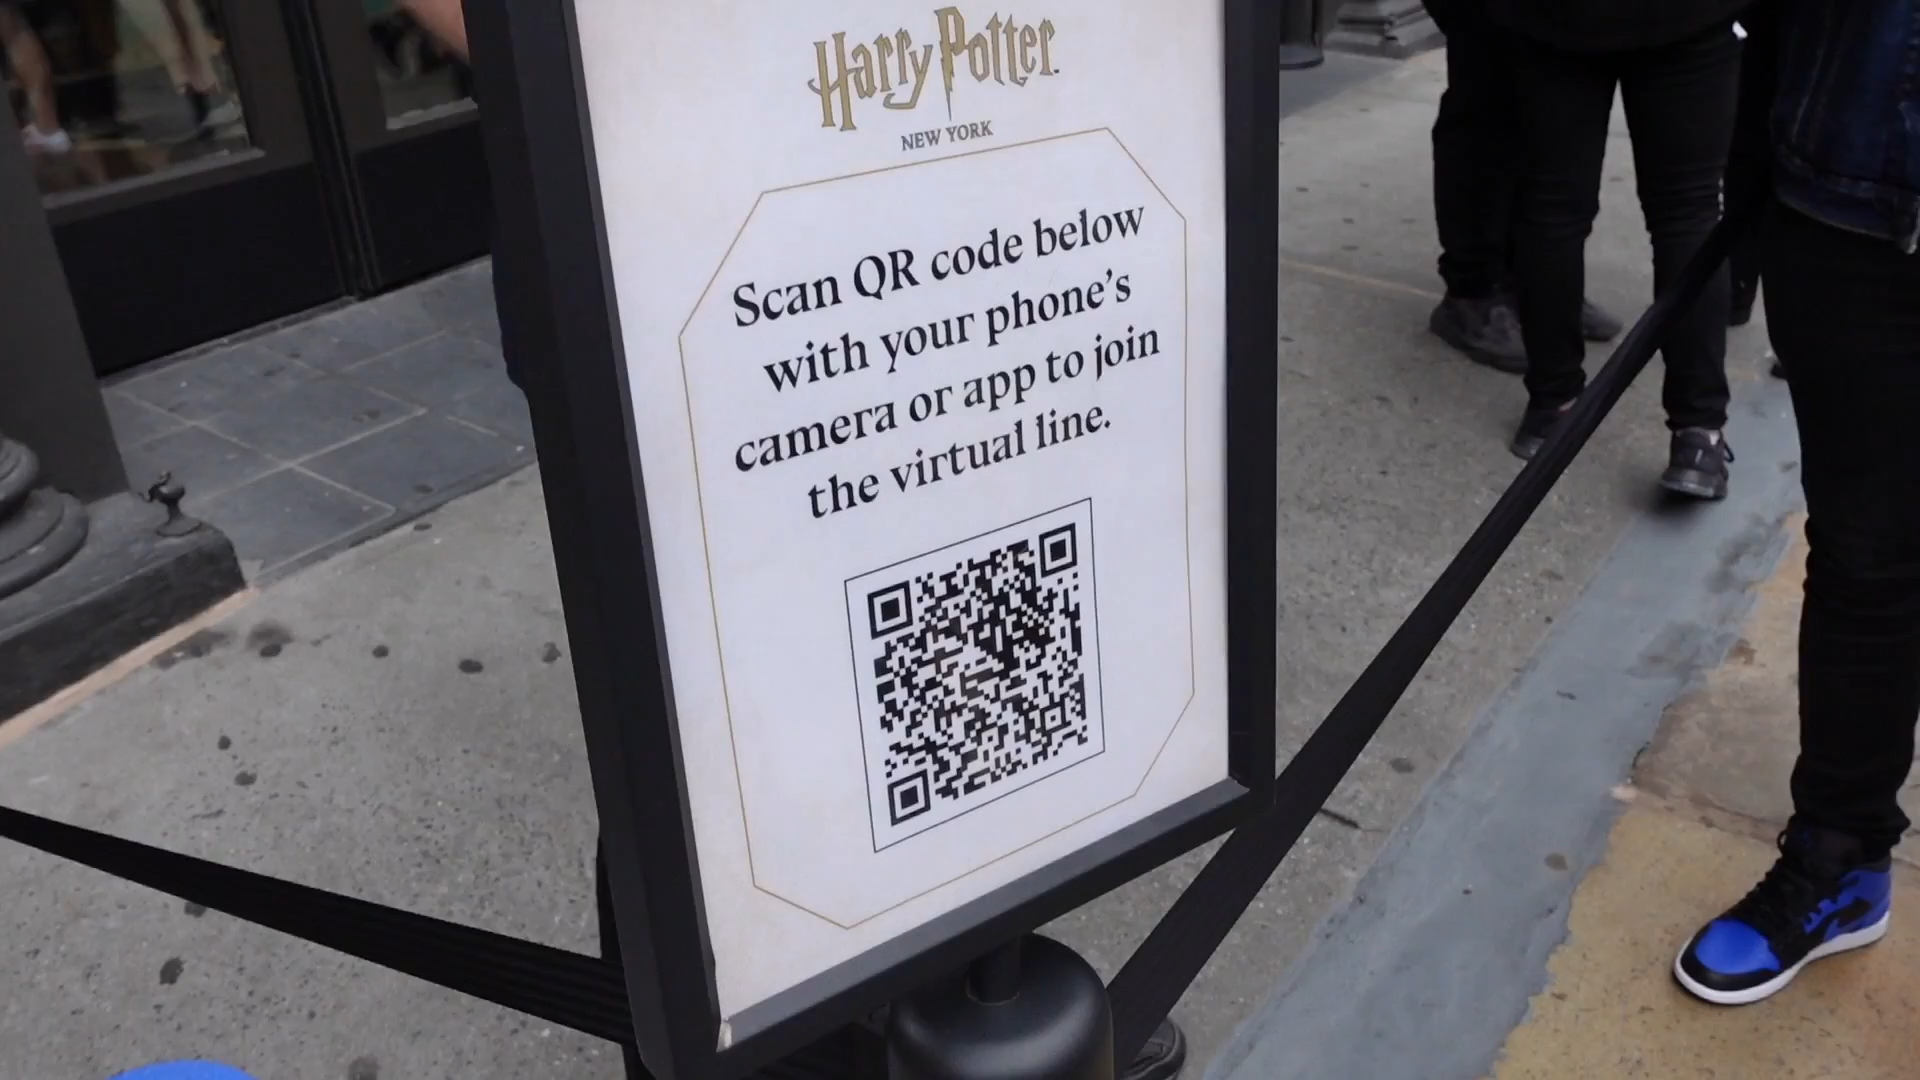 Harry Potter
NEW YORK
Scan QR code below
with your phone's
camera or app to join
the virtual line.